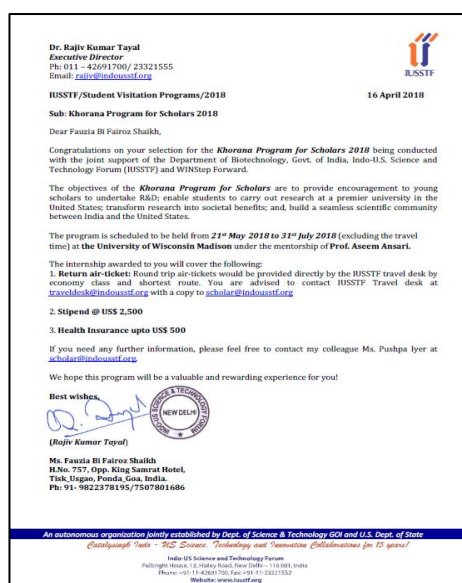 Dr. Rajiv Kumar Tayal
Executive Director
Ph: 011 – 42691700/ 23321555
Email: rajiv@indousstf.org
IUSSTF
IUSSTF/Student Visitation Programs/2018 16 April 2018
Sub: Khorana Program for Scholars 2018
Dear Fauzia Bi Fairoz Shaikh,
Congratulations on your selection for the Khorana Program for Scholars 2018 being conducted
with the joint support of the Department of Biotechnology, Govt. of India, Indo-U.S. Science and
Technology Forum (IUSSTF) and WINStep Forward.
The objectives of the Khorana Program for Scholars are to provide encouragement to young
scholars to undertake R&D; enable students to carry out research at a premier university in the
United States; transform research into societal benefits; and, build a seamless scientific community
between India and the United States.
The program is scheduled to be held from 21st May 2018 to 31st July 2018 (excluding the travel
time) at the University of Wisconsin Madison under the mentorship of Prof. Aseem Ansari.
The internship awarded to you will cover the following:
1. Return air-ticket: Round trip air-tickets would be provided directly by the IUSSTF travel desk by
economy class and shortest route. You are advised to contact IUSSTF Travel desk at
traveldesk@indousstf.org with a copy to scholar@indousstf.org
2. Stipend @ US$ 2,500
3. Health Insurance upto US$ 500
If you need any further information, please feel free to contact my colleague Ms. Pushpa Iyer at
scholar@indousstf.org.
We hope this program will be a valuable and rewarding experience for you!
Best wishes,
INDO-US SCIENCE & TECHNOLOGY FORUM
NEW DELHI
(Rajiv Kumar Tayal)
Ms. Fauzia Bi Fairoz Shaikh
H.No. 757, Opp. King Samrat Hotel,
Tisk_Usgao, Ponda_Goa, India.
Ph: 91- 9822378195/7507801686
An autonomous organization jointly established by Dept. of Science & Technology GOI and U.S. Dept. of State
Catalysing Indo - US Science, Technology and Innovation Collaborations for 15 years!
Indo-US Science and Technology Forum
Fulbright House, 12, Hailey Road, New Delhi – 110 001, India
Phone: +91-11-42691700, Fax: +91-11-23321552
Website: www.iusstf.org